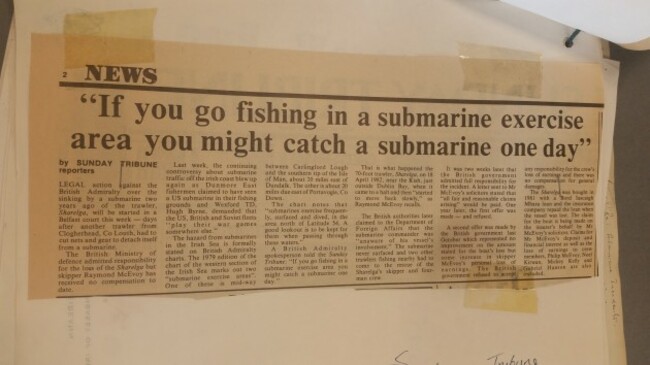 2 NEWS
“If you go fishing in a submarine exercise
area you might catch a submarine one day”
by SUNDAY TRIBUNE
reporters
LEGAL action against the
British Admiralty over the
sinking by a submarine two
years ago of the trawler,
Sharelga, will be started in a
Belfast court this week — days
after another trawler from
Clogherhead, Co Louth, had to
cut nets and gear to detach itself
from a submarine.
The British Ministry of
defence admitted responsibility
for the loss of the Sharelga but
skipper Raymond McEvoy has
received no compensation to
date.
Last week, the continuing
controversy about submarine
traffic off the Irish coast blew up
again as Dunmore East
fishermen claimed to have seen
a US submarine in their fishing
grounds and Wexford TD,
Hugh Byrne, demanded that
the US, British and Soviet fleets
"play their war games
somewhere else."
The hazard from submarines
in the Irish Sea is formally
stated on British Admiralty
charts. The 1979 edition of the
chart of the western section of
the Irish Sea marks out two
"submarine exercise areas".
One of these is mid-way
between Carlingford Lough
and the southern tip of the Isle
of Man, about 30 miles east of
Dundalk. The other is about 20
miles due east of Portavogie, Co
The chart notes that
"submarines exercise frequent-
ly, surfaced and dived, in the
area north of Latitude 54. A
good lookout is to be kept for
them when passing through
these waters."
A British Admiralty
spokesperson told the Sunday
Tribune: "If you go fishing in a
submarine exercise area you
might catch a submarine one
day."
That is what happened the
70-foot trawler, Sharelga, on 18
April 1982, near the Kish, just
outside Dublin Bay, when it
came to a halt and then "started
to move back slowly," as
Raymond McEvoy recalls.
The British authorities later
claimed to the Department of
Foreign Affairs that the
submarine commander was
"unaware of his vessel's
involvement." The submarine
never surfaced and two other
trawlers fishing nearby had to
come to the rescue of the
Sharelga's skipper and four-
man crew.
It was two weeks later that
the British government
admitted full responsibility for
the incident. A letter sent to Mr
McEvoy's solicitors stated that
"all fair and reasonable claims
arising" would be paid. One
year later, the first offer was
made — and refused.
A second offer was made by
the British government last
October which represented no
improvement on the amount
stated for the boat's loss but
some increase in skipper
McEvoy's personal loss of
earnings. The British
government refused to accept
any responsibility for the crew's
loss of earnings and there was
no compensation for general
damages.
The Sharelga was bought in
1981 with a Bord Iascaigh
Mhara loan and the insurance
company was
the vessel was lost. The claim
for the boat is being made on
the insurer's behalf by Mr
McEvoy's solicitors. Claims for
Mr McEvoy's deposit and
financial interest as well as the
loss of earnings to crew
members, Philip McEvoy, Noel
Kirwan, Mickey Kelly and
Harold Hanson are also
included.
Tribune